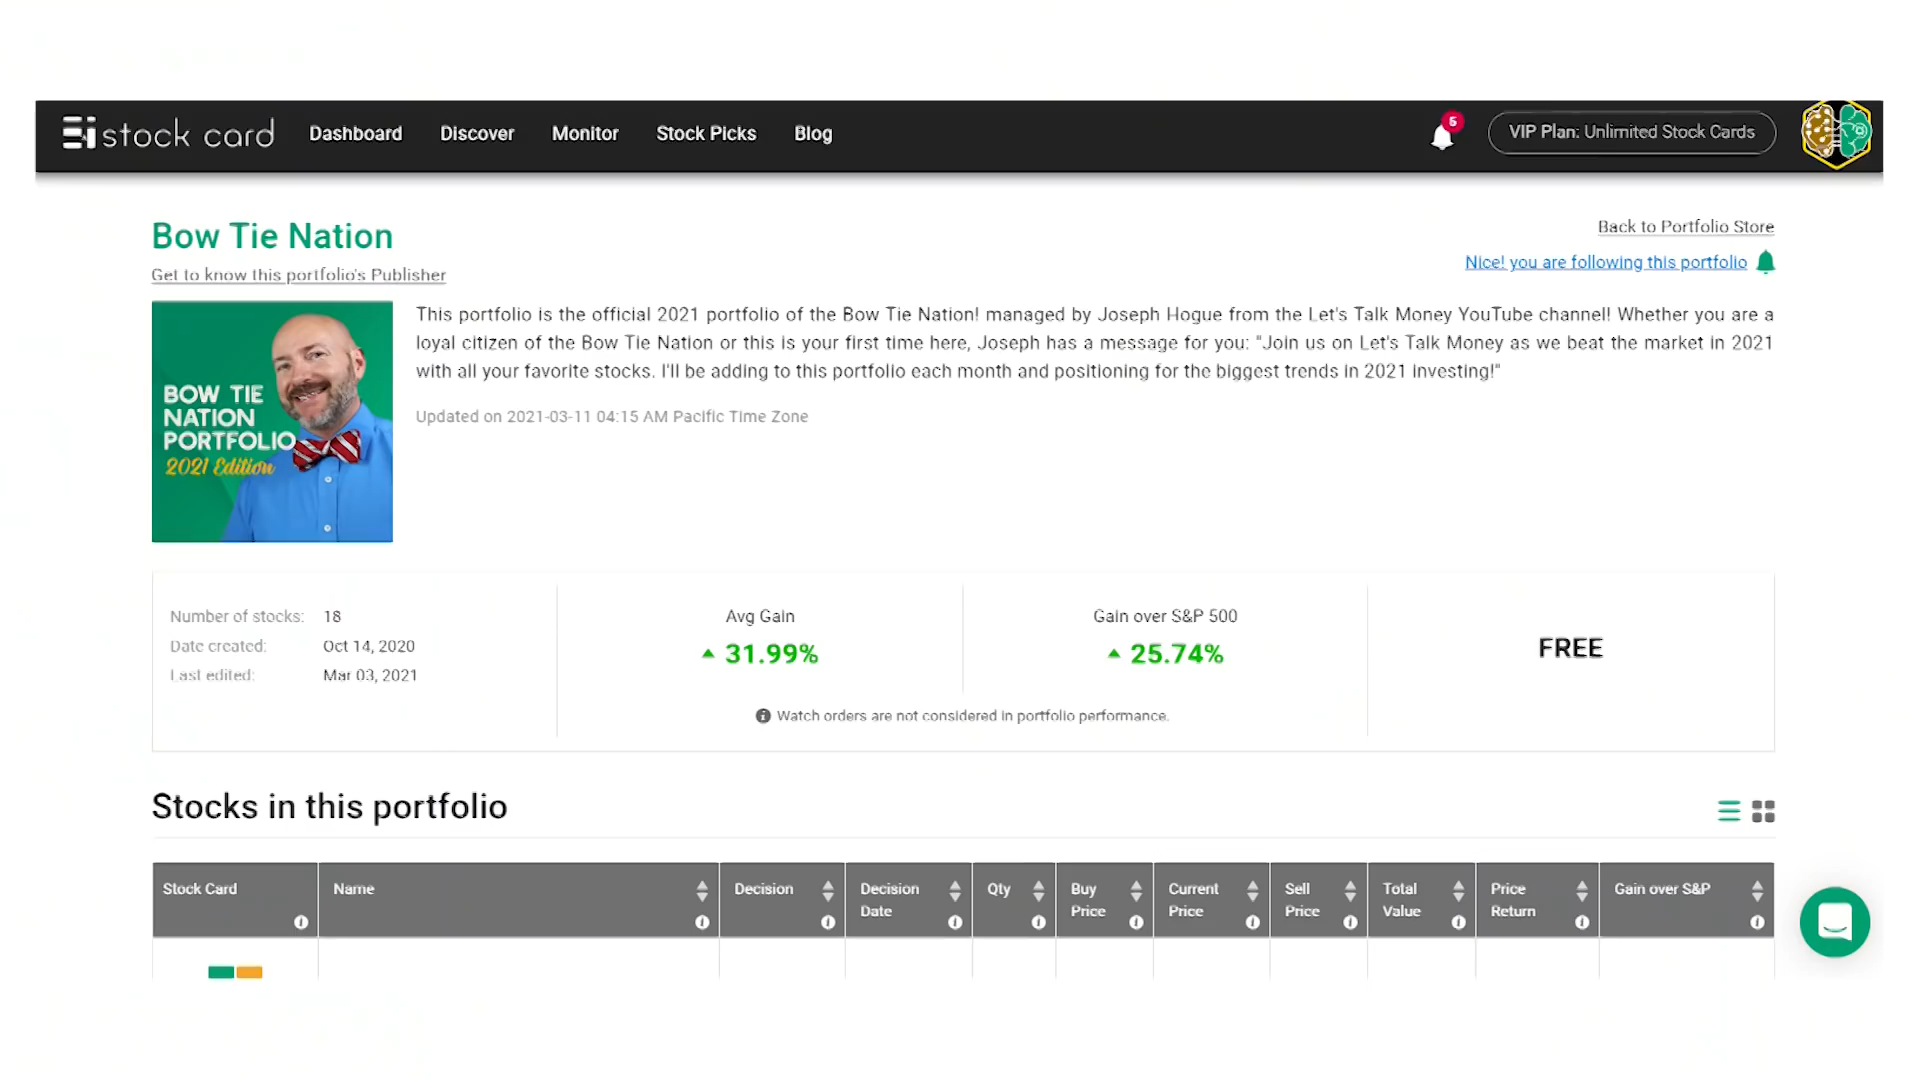 stock card Dashboard Discover Monitor Stock Picks Blog 5 VIP Plan: Unlimited Stock Cards
Bow Tie Nation
Back to Portfolio Store
Get to know this portfolio's Publisher
Nice! you are following this portfolio
BOW TIE
NATION
PORTFOLIO
2021 Edition
This portfolio is the official 2021 portfolio of the Bow Tie Nation! managed by Joseph Hogue from the Let's Talk Money YouTube channel! Whether you are a
loyal citizen of the Bow Tie Nation or this is your first time here, Joseph has a message for you: "Join us on Let's Talk Money as we beat the market in 2021
with all your favorite stocks. I'll be adding to this portfolio each month and positioning for the biggest trends in 2021 investing!"
Updated on 2021-03-11 04:15 AM Pacific Time Zone
Number of stocks: 18
Date created: Oct 14, 2020
Last edited: Mar 03, 2021
Avg Gain
31.99%
Gain over S&P 500
25.74%
Watch orders are not considered in portfolio performance.
FREE
Stocks in this portfolio
Stock Card Name Decision Decision Date Qty Buy Price Current Price Sell Price Total Value Price Return Gain over S&P